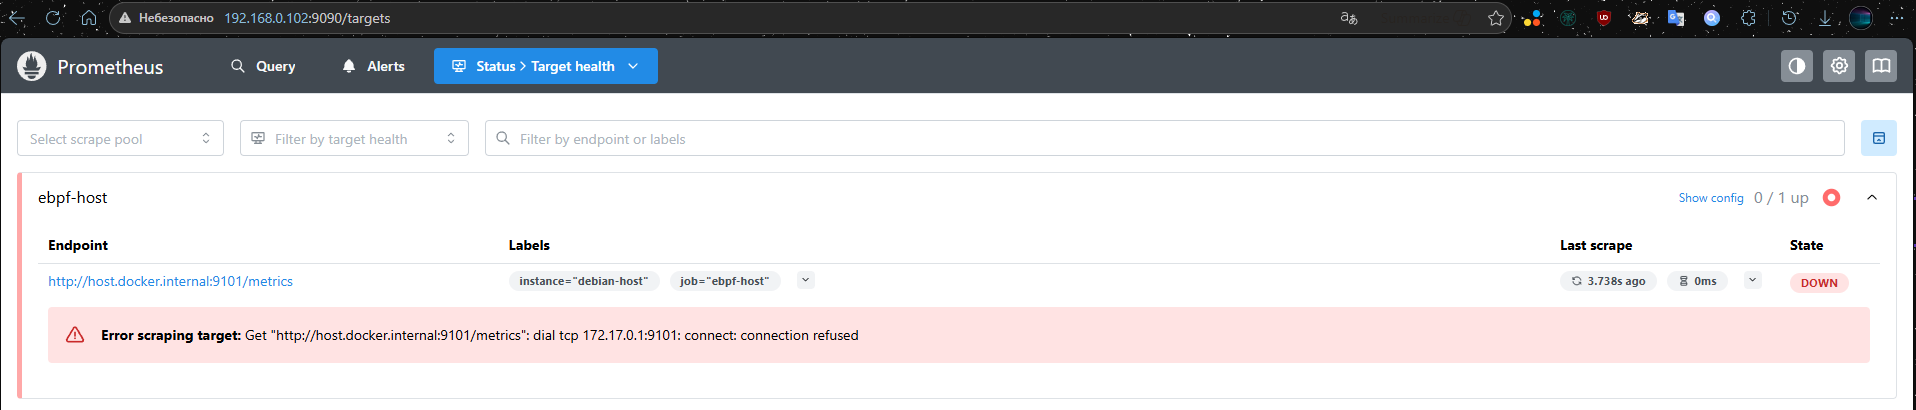 Небезопасно 192.168.0.102:9090/targets
Prometheus Query Alerts Status > Target health
Select scrape pool Filter by target health Filter by endpoint or labels
ebpf-host Show config 0 / 1 up
Endpoint Labels Last scrape State
http://host.docker.internal:9101/metrics instance="debian-host" job="ebpf-host" 3.738s ago 0ms DOWN
Error scraping target: Get "http://host.docker.internal:9101/metrics": dial tcp 172.17.0.1:9101: connect: connection refused